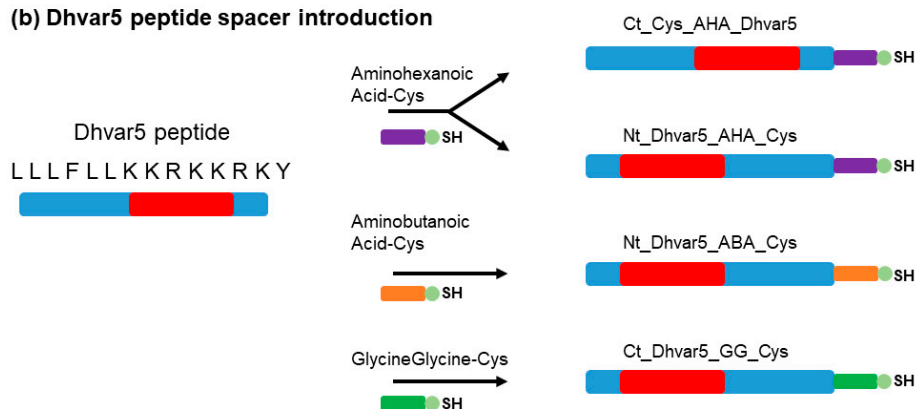 (b) Dhvar5 peptide spacer introduction
Dhvar5 peptide
L L L F L L K K R K K R K Y
Aminohexanoic
Acid-Cys
SH
Ct_Cys_AHA_Dhvar5
SH
Nt_Dhvar5_AHA_Cys
SH
Aminobutanoic
Acid-Cys
SH
Nt_Dhvar5_ABA_Cys
SH
GlycineGlycine-Cys
SH
Ct_Dhvar5_GG_Cys
SH